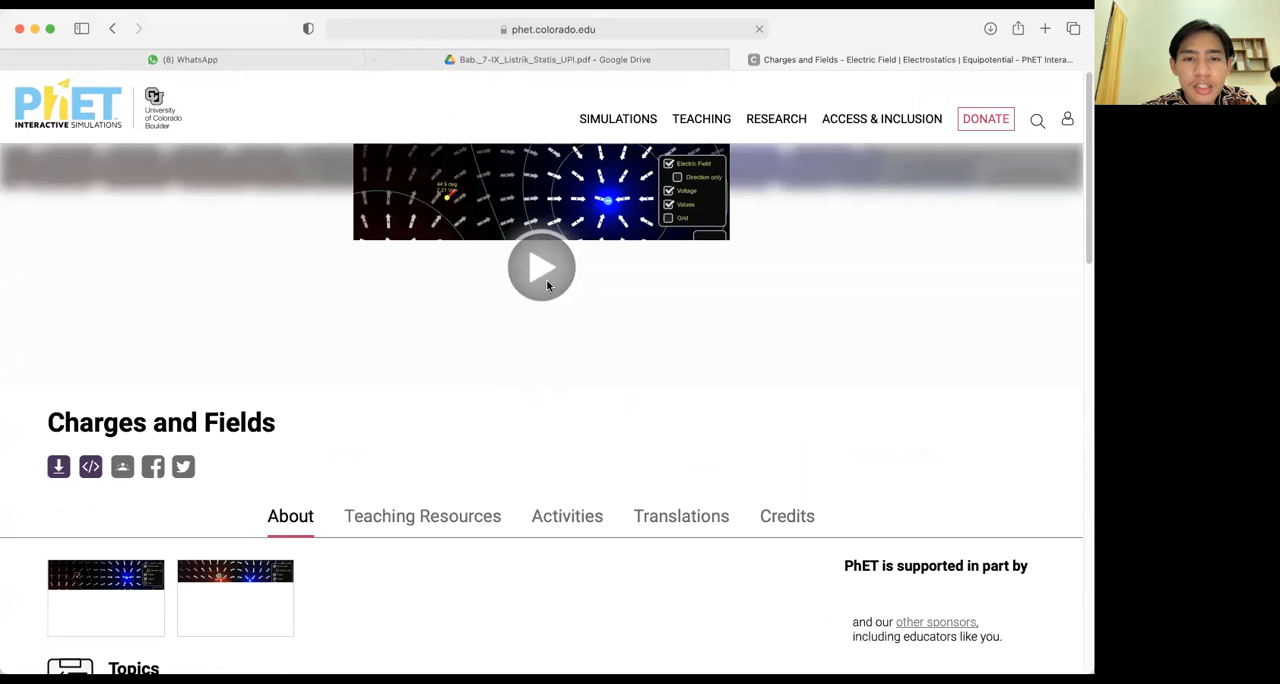 phet.colorado.edu
(8) WhatsApp
Bab._7-IX_Listrik_Statis_UPI.pdf - Google Drive
C
Charges and Fields - Electric Field | Electrostatics | Equipotential - PhET Intera...
PhET
INTERACTIVE SIMULATIONS
University
of Colorado
Boulder
SIMULATIONS TEACHING RESEARCH ACCESS & INCLUSION DONATE
Electric Field
Direction only
Voltage
Values
Grid
44.9 deg
Charges and Fields
About Teaching Resources Activities Translations Credits
PhET is supported in part by
and our other sponsors,
including educators like you.
Topics